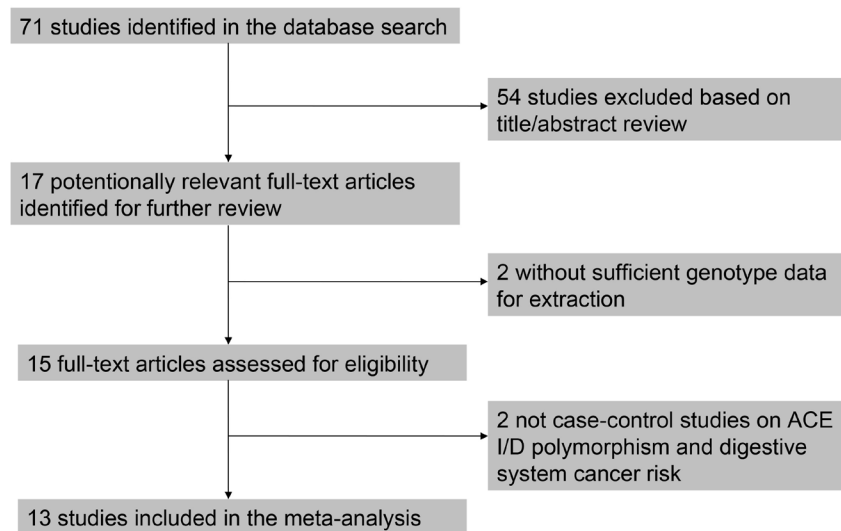 71 studies identified in the database search
54 studies excluded based on
title/abstract review
17 potentially relevant full-text articles
identified for further review
2 without sufficient genotype data
for extraction
15 full-text articles assessed for eligibility
2 not case-control studies on ACE
I/D polymorphism and digestive
system cancer risk
13 studies included in the meta-analysis